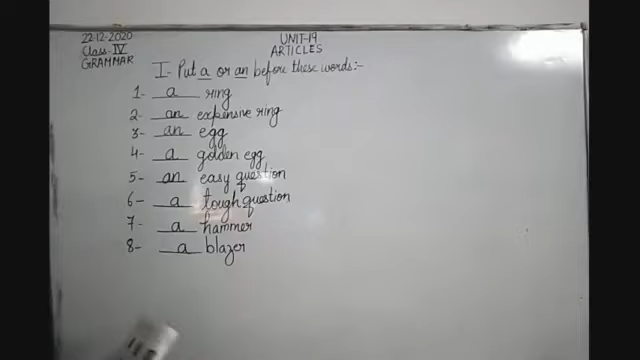 22-12-2020
Class-IV
GRAMMAR
UNIT-19
ARTICLES
I- Put a or an before these words:-
1- a ring
2- an expensive ring
3- an egg
4- a golden egg
5- an easy question
6- a tough question
7- a hammer
8- a blazer